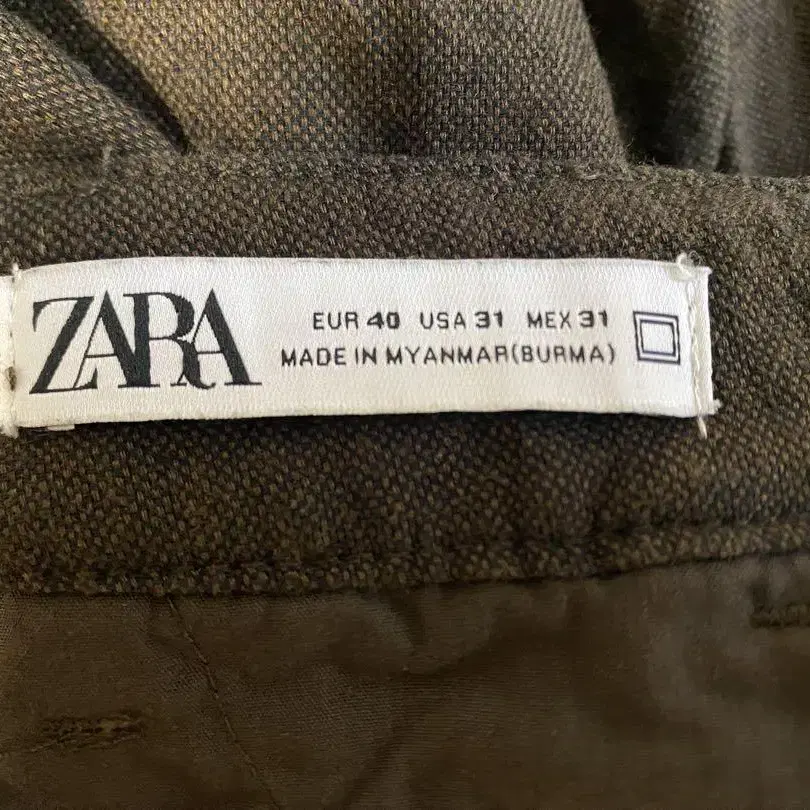 ZARA
EUR 40 USA 31 MEX 31
MADE IN MYANMAR(BURMA)